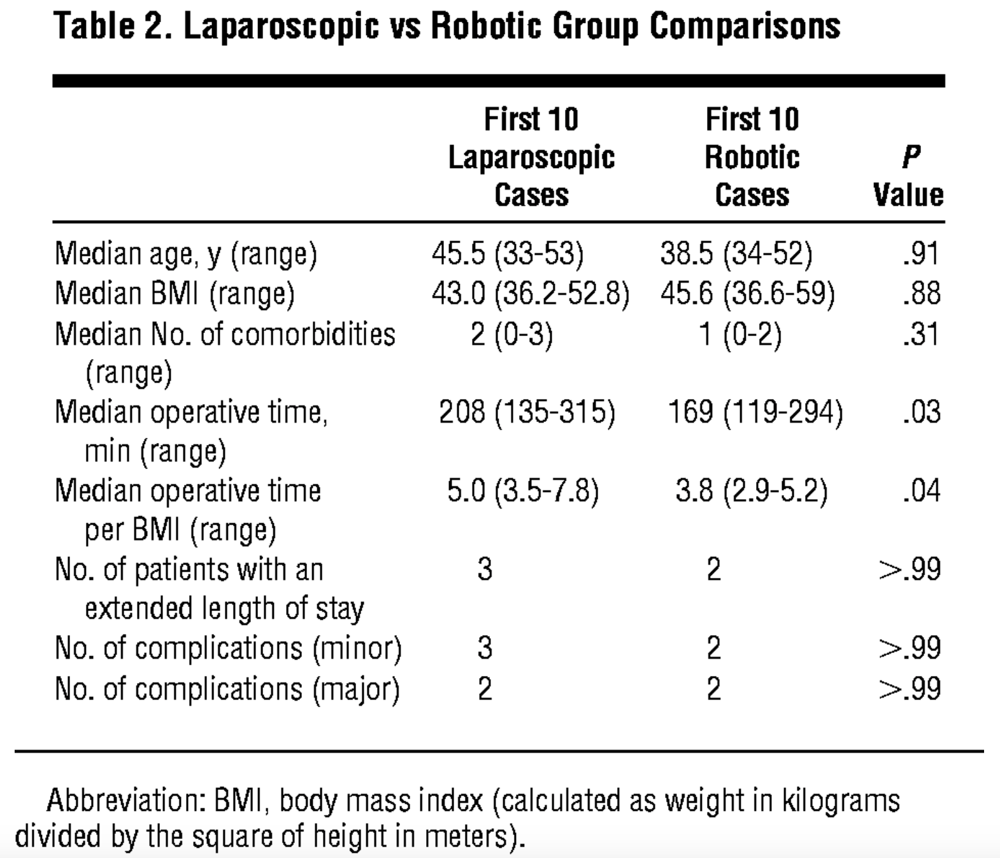 Table 2. Laparoscopic vs Robotic Group Comparisons
First 10 Laparoscopic Cases First 10 Robotic Cases P Value
Median age, y (range) 45.5 (33-53) 38.5 (34-52) .91
Median BMI (range) 43.0 (36.2-52.8) 45.6 (36.6-59) .88
Median No. of comorbidities 2 (0-3) 1 (0-2) .31
(range)
Median operative time, 208 (135-315) 169 (119-294) .03
min (range)
Median operative time 5.0 (3.5-7.8) 3.8 (2.9-5.2) .04
per BMI (range)
No. of patients with an 3 2 >.99
extended length of stay
No. of complications (minor) 3 2 >.99
No. of complications (major) 2 2 >.99
Abbreviation: BMI, body mass index (calculated as weight in kilograms
divided by the square of height in meters).